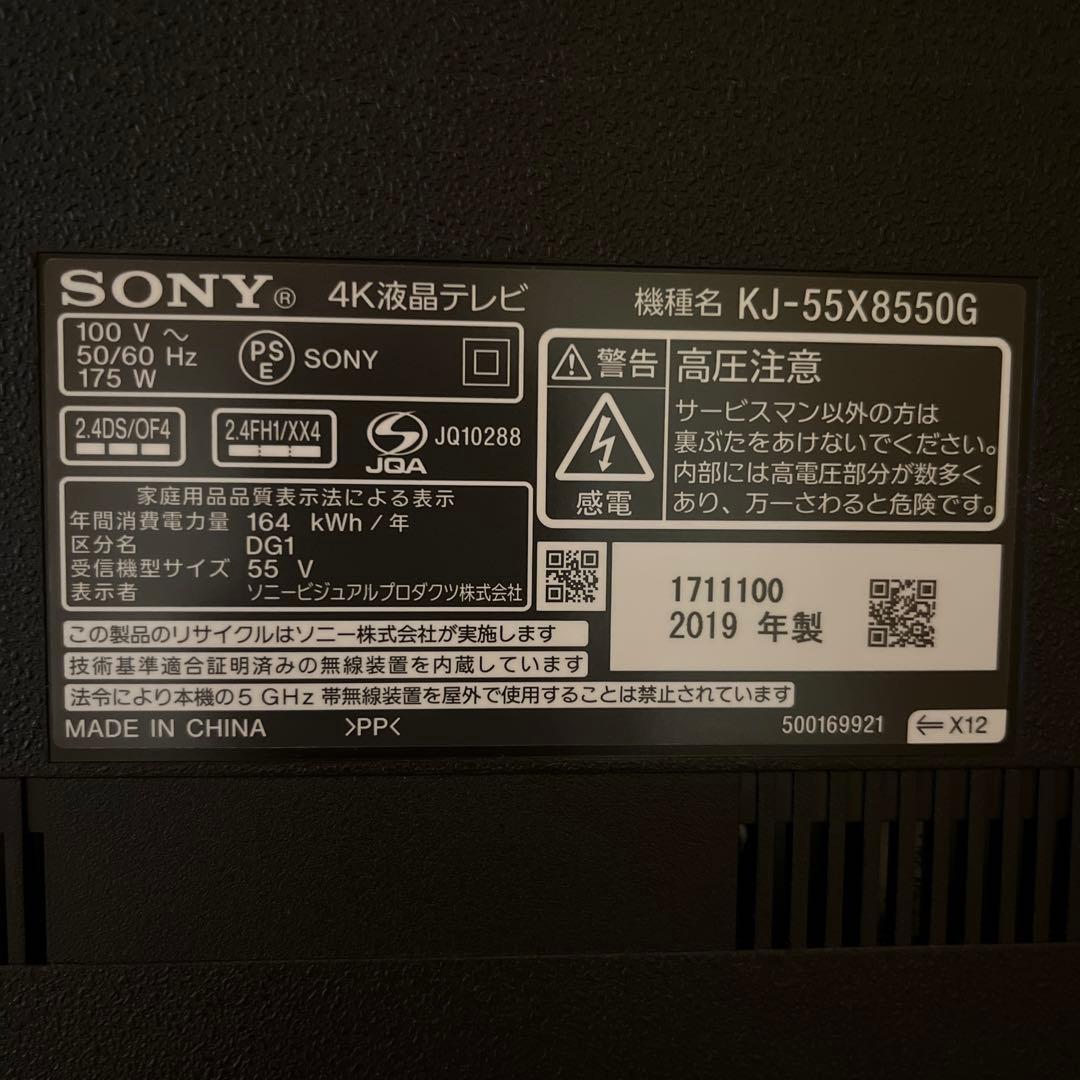 SONY® 4K液晶テレビ 機種名 KJ-55X8550G
100 V ～
50/60 Hz
175 W
PSE SONY
2.4DS/OF4
2.4FH1/XX4
JQA JQ10288
警告 高圧注意
感電
サービスマン以外の方は
裏ぶたをあけないでください。
内部には高電圧部分が数多く
あり、万一さわると危険です。
家庭用品品質表示法による表示
年間消費電力量 164 kWh / 年
区分名 DG1
受信機型サイズ 55 V
表示者 ソニービジュアルプロダクツ株式会社
1711100
2019 年製
この製品のリサイクルはソニー株式会社が実施します
技術基準適合証明済みの無線装置を内蔵しています
法令により本機の5 GHz 帯無線装置を屋外で使用することは禁止されています
MADE IN CHINA >PP< 500169921 ⇐ X12